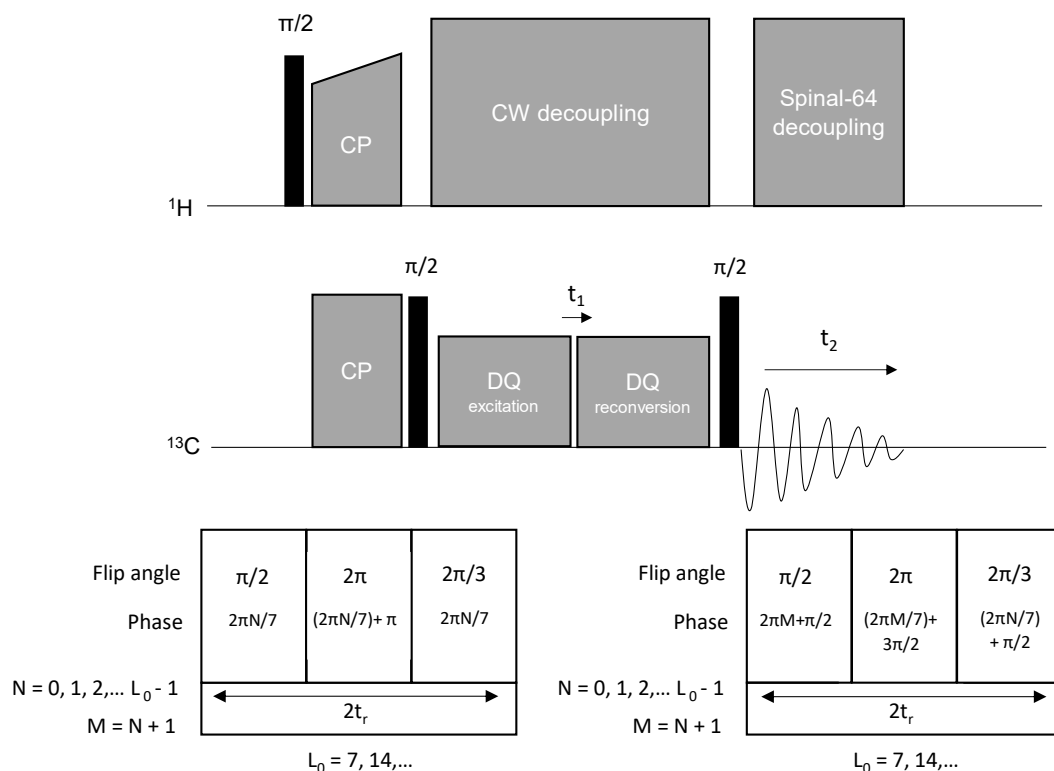 π/2
CP
CW decoupling
Spinal-64
decoupling
¹H
π/2
π/2
t₁
t₂
CP
DQ
excitation
DQ
reconversion
¹³C
Flip angle
π/2
2π
2π/3
Phase
2πN/7
(2πN/7)+ π
2πN/7
N = 0, 1, 2,... L₀ - 1
M = N + 1
2tᵣ
L₀ = 7, 14,...
Flip angle
π/2
2π
2π/3
Phase
2πM+π/2
(2πM/7)+
3π/2
(2πN/7)
+ π/2
N = 0, 1, 2,... L₀ - 1
M = N + 1
2tᵣ
L₀ = 7, 14,...